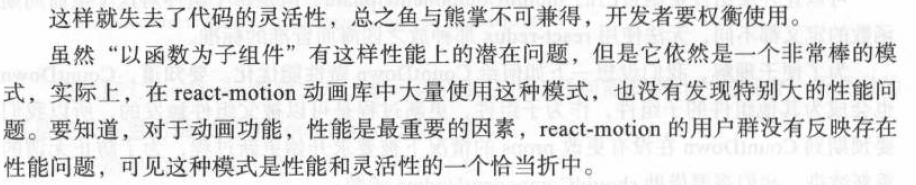 这样就失去了代码的灵活性，总之鱼与熊掌不可兼得，开发者要权衡使用。
虽然“以函数为子组件”有这样性能上的潜在问题，但是它依然是一个非常棒的模
式，实际上，在 react-motion 动画库中大量使用这种模式，也没有发现特别大的性能问
题。要知道，对于动画功能，性能是最重要的因素，react-motion 的用户群没有反映存在
性能问题，可见这种模式是性能和灵活性的一个恰当折中。